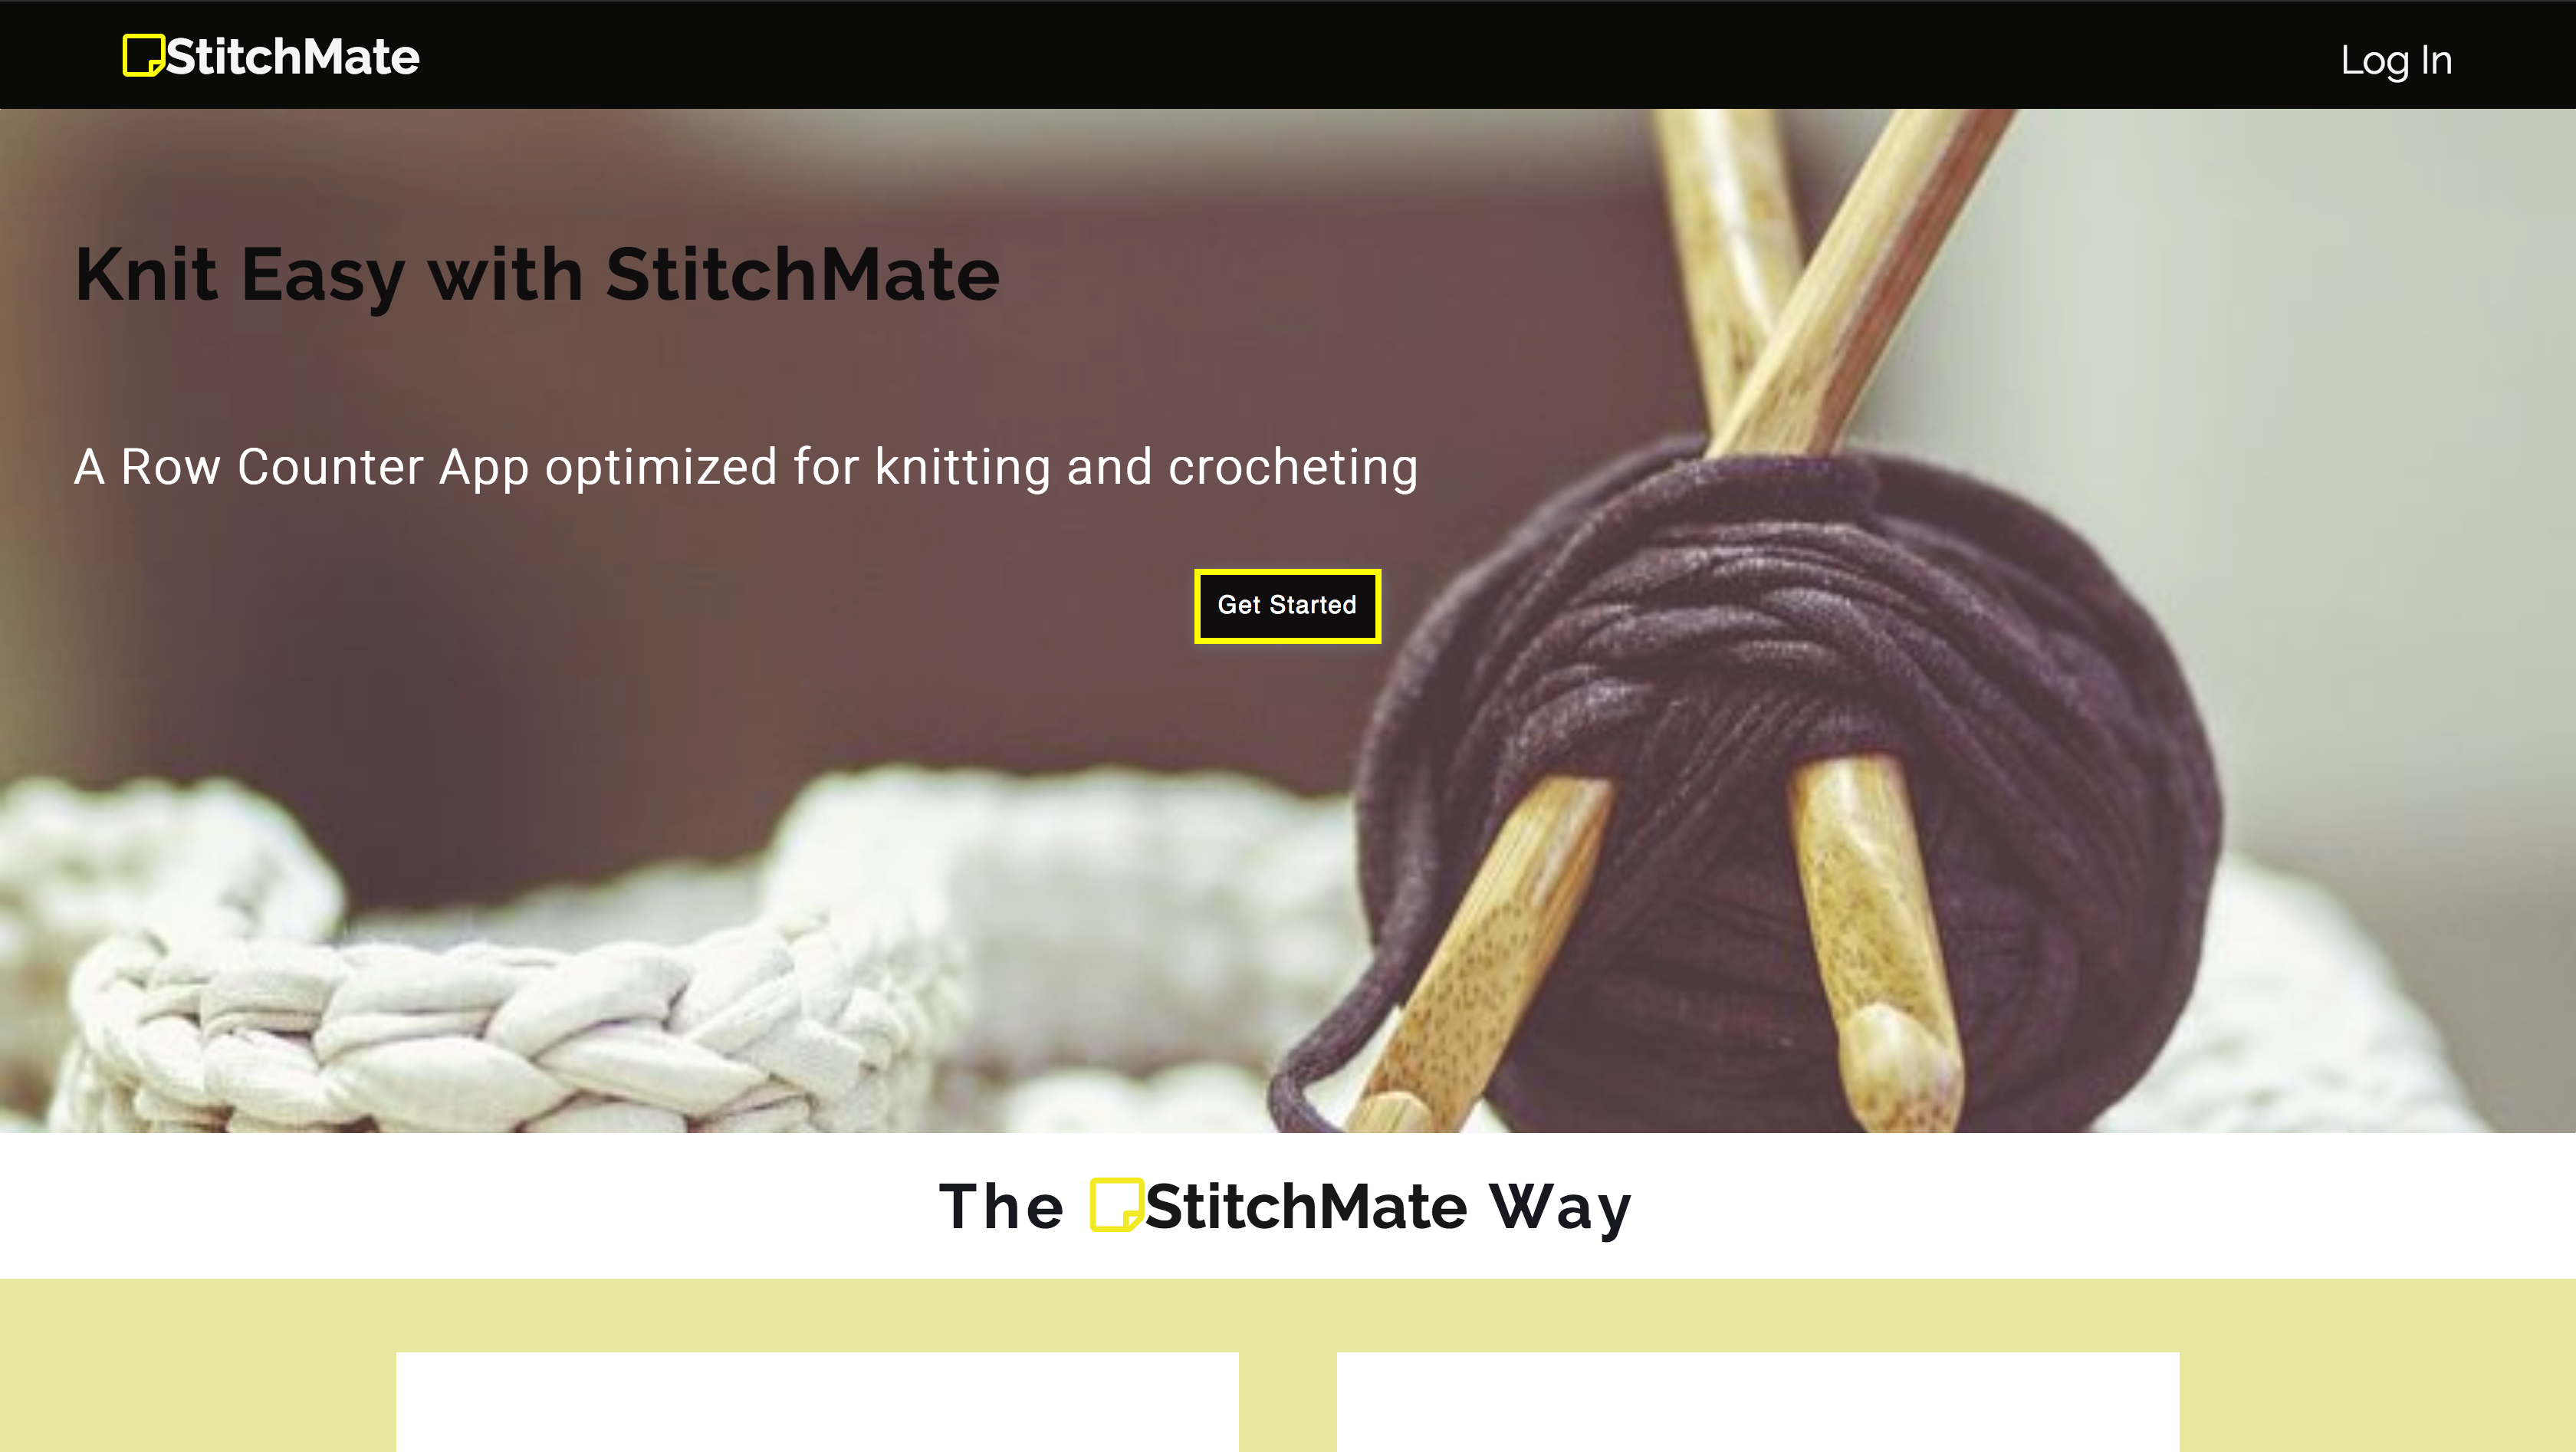 StitchMate
Log In
Knit Easy with StitchMate
A Row Counter App optimized for knitting and crocheting
Get Started
The StitchMate Way